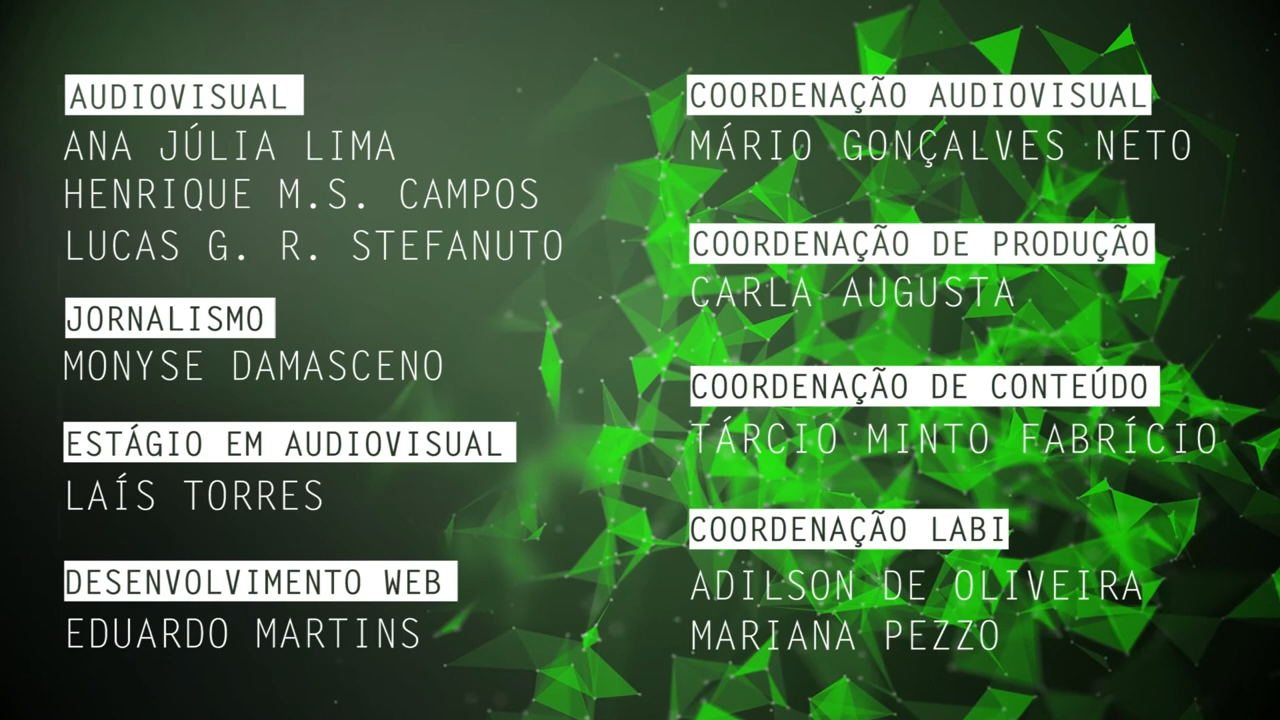 AUDIOVISUAL
ANA JÚLIA LIMA
HENRIQUE M.S. CAMPOS
LUCAS G. R. STEFANUTO
JORNALISMO
MONYSE DAMASCENO
ESTÁGIO EM AUDIOVISUAL
LAÍS TORRES
DESENVOLVIMENTO WEB
EDUARDO MARTINS
COORDENAÇÃO AUDIOVISUAL
MÁRIO GONÇALVES NETO
COORDENAÇÃO DE PRODUÇÃO
CARLA AUGUSTA
COORDENAÇÃO DE CONTEÚDO
TÁRCIO MINTO FABRÍCIO
COORDENAÇÃO LABI
ADILSON DE OLIVEIRA
MARIANA PEZZO